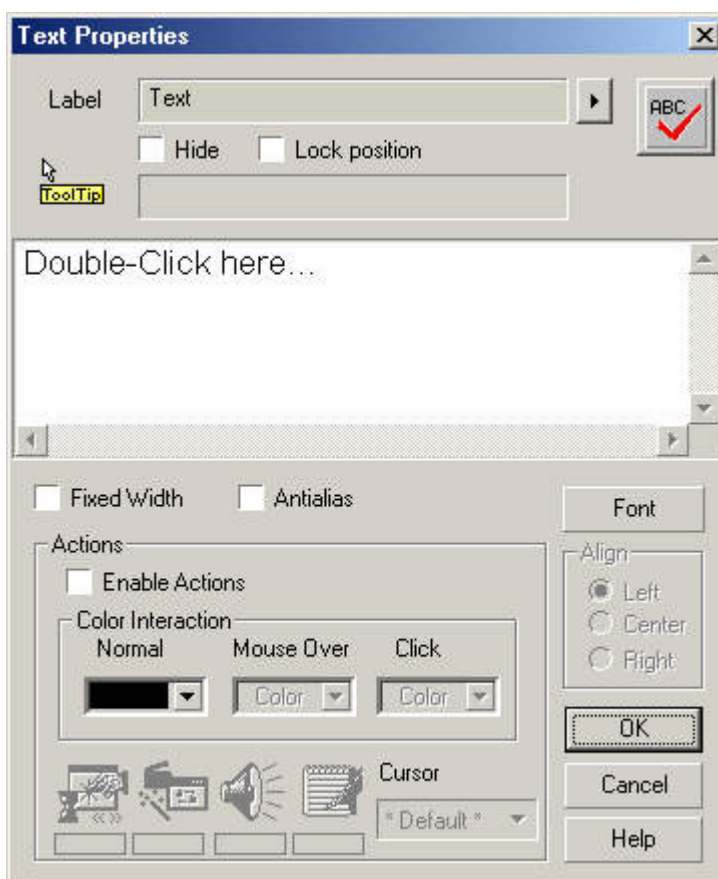 Text Properties
Label Text
ABC
Hide Lock position
ToolTip
Double-Click here...
Fixed Width Antialias
Font
Actions
Enable Actions
Align
Left
Center
Right
Color Interaction
Normal Mouse Over Click
Color Color
OK
Cursor
* Default *
Cancel
Help